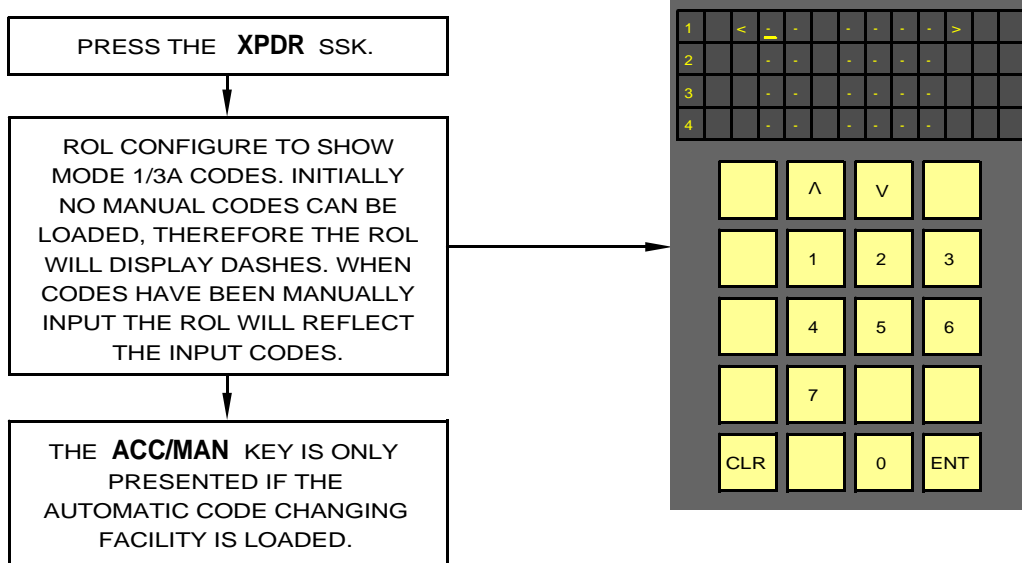 PRESS THE XPDR SSK.
ROL CONFIGURE TO SHOW
MODE 1/3A CODES. INITIALLY
NO MANUAL CODES CAN BE
LOADED, THEREFORE THE ROL
WILL DISPLAY DASHES. WHEN
CODES HAVE BEEN MANUALLY
INPUT THE ROL WILL REFLECT
THE INPUT CODES.
THE ACC/MAN KEY IS ONLY
PRESENTED IF THE
AUTOMATIC CODE CHANGING
FACILITY IS LOADED.
1 < - - - - - - >
2 - - - - - -
3 - - - - - -
4 - - - - - -
Λ V
1 2 3
4 5 6
7
CLR 0 ENT